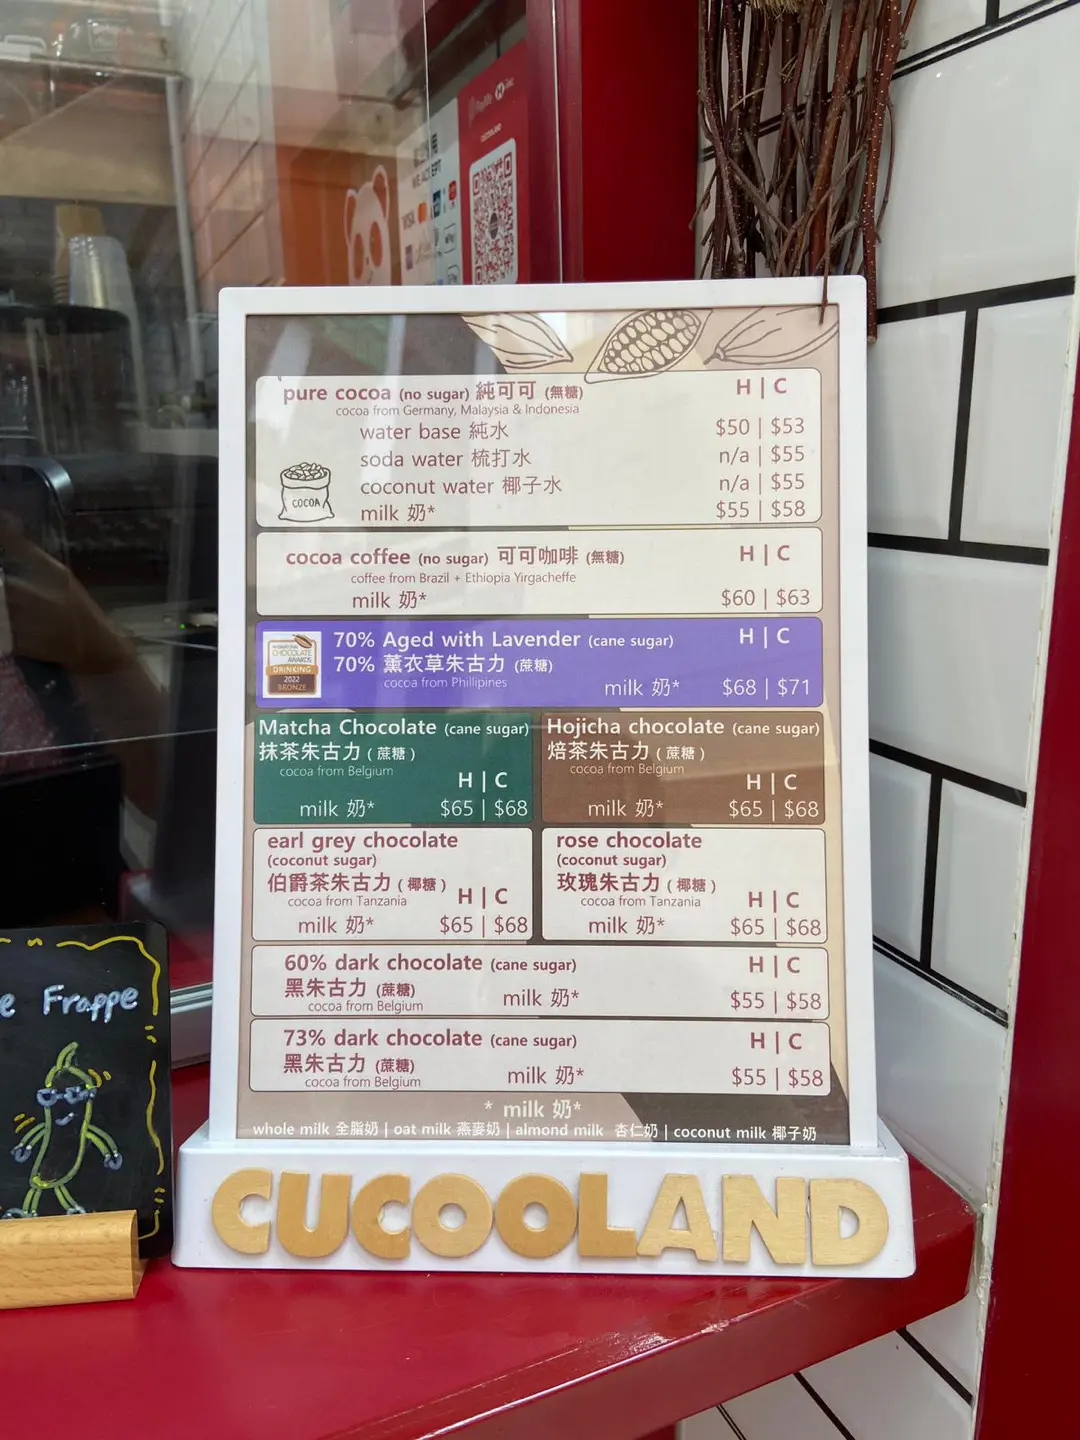 PayMe
CUCOOLAND
WE ACCEPT
VISA
pure cocoa (no sugar) 純可可 (無糖) H | C
cocoa from Germany, Malaysia & Indonesia
water base 純水 $50 | $53
soda water 梳打水 n/a | $55
coconut water 椰子水 n/a | $55
milk 奶* $55 | $58
COCOA
cocoa coffee (no sugar) 可可咖啡 (無糖) H | C
coffee from Brazil + Ethiopia Yirgacheffe
milk 奶* $60 | $63
INTERNATIONAL
CHOCOLATE
AWARDS
DRINKING
2022
BRONZE
70% Aged with Lavender (cane sugar) H | C
70% 薰衣草朱古力 (蔗糖)
cocoa from Phillipines
milk 奶* $68 | $71
Matcha Chocolate (cane sugar)
抹茶朱古力 (蔗糖)
cocoa from Belgium
H | C
milk 奶* $65 | $68
Hojicha chocolate (cane sugar)
焙茶朱古力 (蔗糖)
cocoa from Belgium
H | C
milk 奶* $65 | $68
earl grey chocolate
(coconut sugar)
伯爵茶朱古力 (椰糖) H | C
cocoa from Tanzania
milk 奶* $65 | $68
rose chocolate
(coconut sugar)
玫瑰朱古力 (椰糖)
cocoa from Tanzania H | C
milk 奶* $65 | $68
60% dark chocolate (cane sugar) H | C
黑朱古力 (蔗糖) milk 奶* $55 | $58
cocoa from Belgium
73% dark chocolate (cane sugar) H | C
黑朱古力 (蔗糖) milk 奶* $55 | $58
cocoa from Belgium
* milk 奶*
whole milk 全脂奶 | oat milk 燕麥奶 | almond milk 杏仁奶 | coconut milk 椰子奶
CUCOOLAND
e Frappe